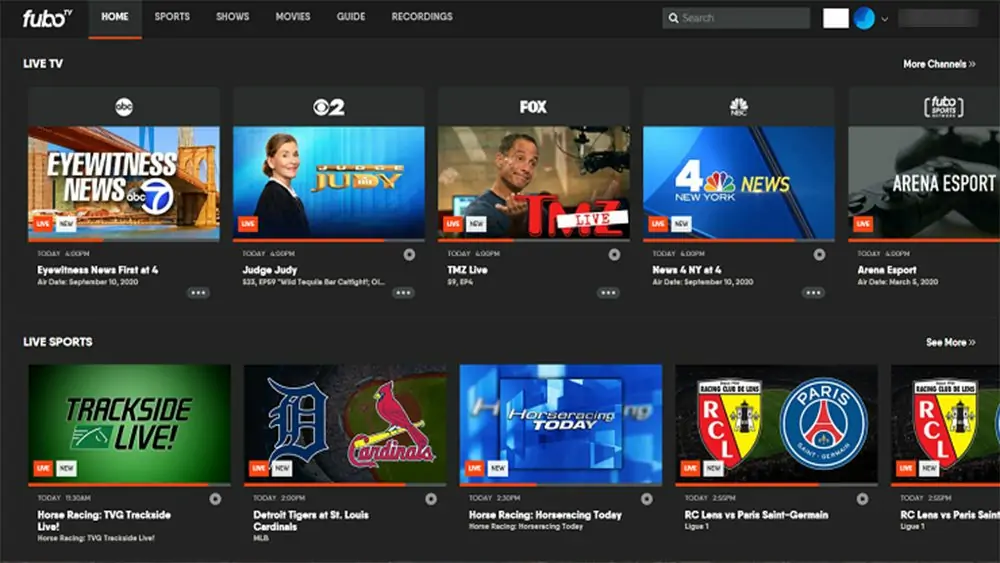 fuboTV HOME SPORTS SHOWS MOVIES GUIDE RECORDINGS Search
LIVE TV More Channels »
abc 2 FOX NBC fubo SPORTS NETWORK
EYEWITNESS
NEWS abc 7
LIVE NEW
JUDGE
JUDY
LIVE
TMZ LIVE
LIVE NEW
4 NEWS
NEW YORK
LIVE NEW
ARENA ESPORT
LIVE
TODAY 4:00PM
Eyewitness News First at 4
Air Date: September 10, 2020
TODAY 4:00PM
Judge Judy
S23, EP59 "Wild Tequila Bar Catfight!; Ol...
TODAY 4:00PM
TMZ Live
S9, EP4
TODAY 4:00PM
News 4 NY at 4
Air Date: September 10, 2020
TODAY 4:00PM
Arena Esport
Air Date: March 5, 2020
LIVE SPORTS See More »
TRACKSIDE
LIVE!
LIVE NEW
D Cardinals
LIVE NEW
Horseracing
TODAY
LIVE NEW
RACING CLUB DE LENS
RCL
PARIS
SAINT-GERMAIN
LIVE NEW
RACING CLUB DE LENS
RCL
LIVE NEW
TODAY 11:30AM
Horse Racing: TVG Trackside
Live!
Horse Racing: TVG Trackside Live!
TODAY 2:00PM
Detroit Tigers at St. Louis
Cardinals
MLB
TODAY 2:30PM
Horse Racing: Horseracing Today
Horse Racing: Horseracing Today
TODAY 2:55PM
RC Lens vs Paris Saint-Germain
Ligue 1
TODAY 2:55PM
RC Lens vs Paris S
Ligue 1